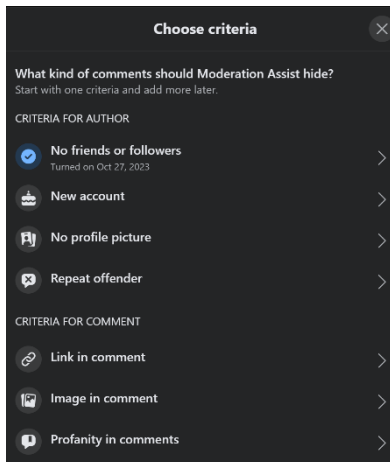 Choose criteria
What kind of comments should Moderation Assist hide?
Start with one criteria and add more later.
CRITERIA FOR AUTHOR
No friends or followers
Turned on Oct 27, 2023
New account
No profile picture
Repeat offender
CRITERIA FOR COMMENT
Link in comment
Image in comment
Profanity in comments